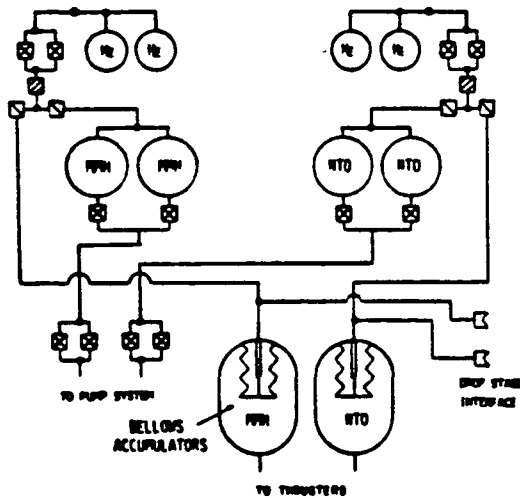 He He He He
MMH MMH NTO NTO
TO PUMP SYSTEM
DROP STAGE
INTERFACE
BELLOWS
ACCUMULATORS
MMH NTO
TO THRUSTERS